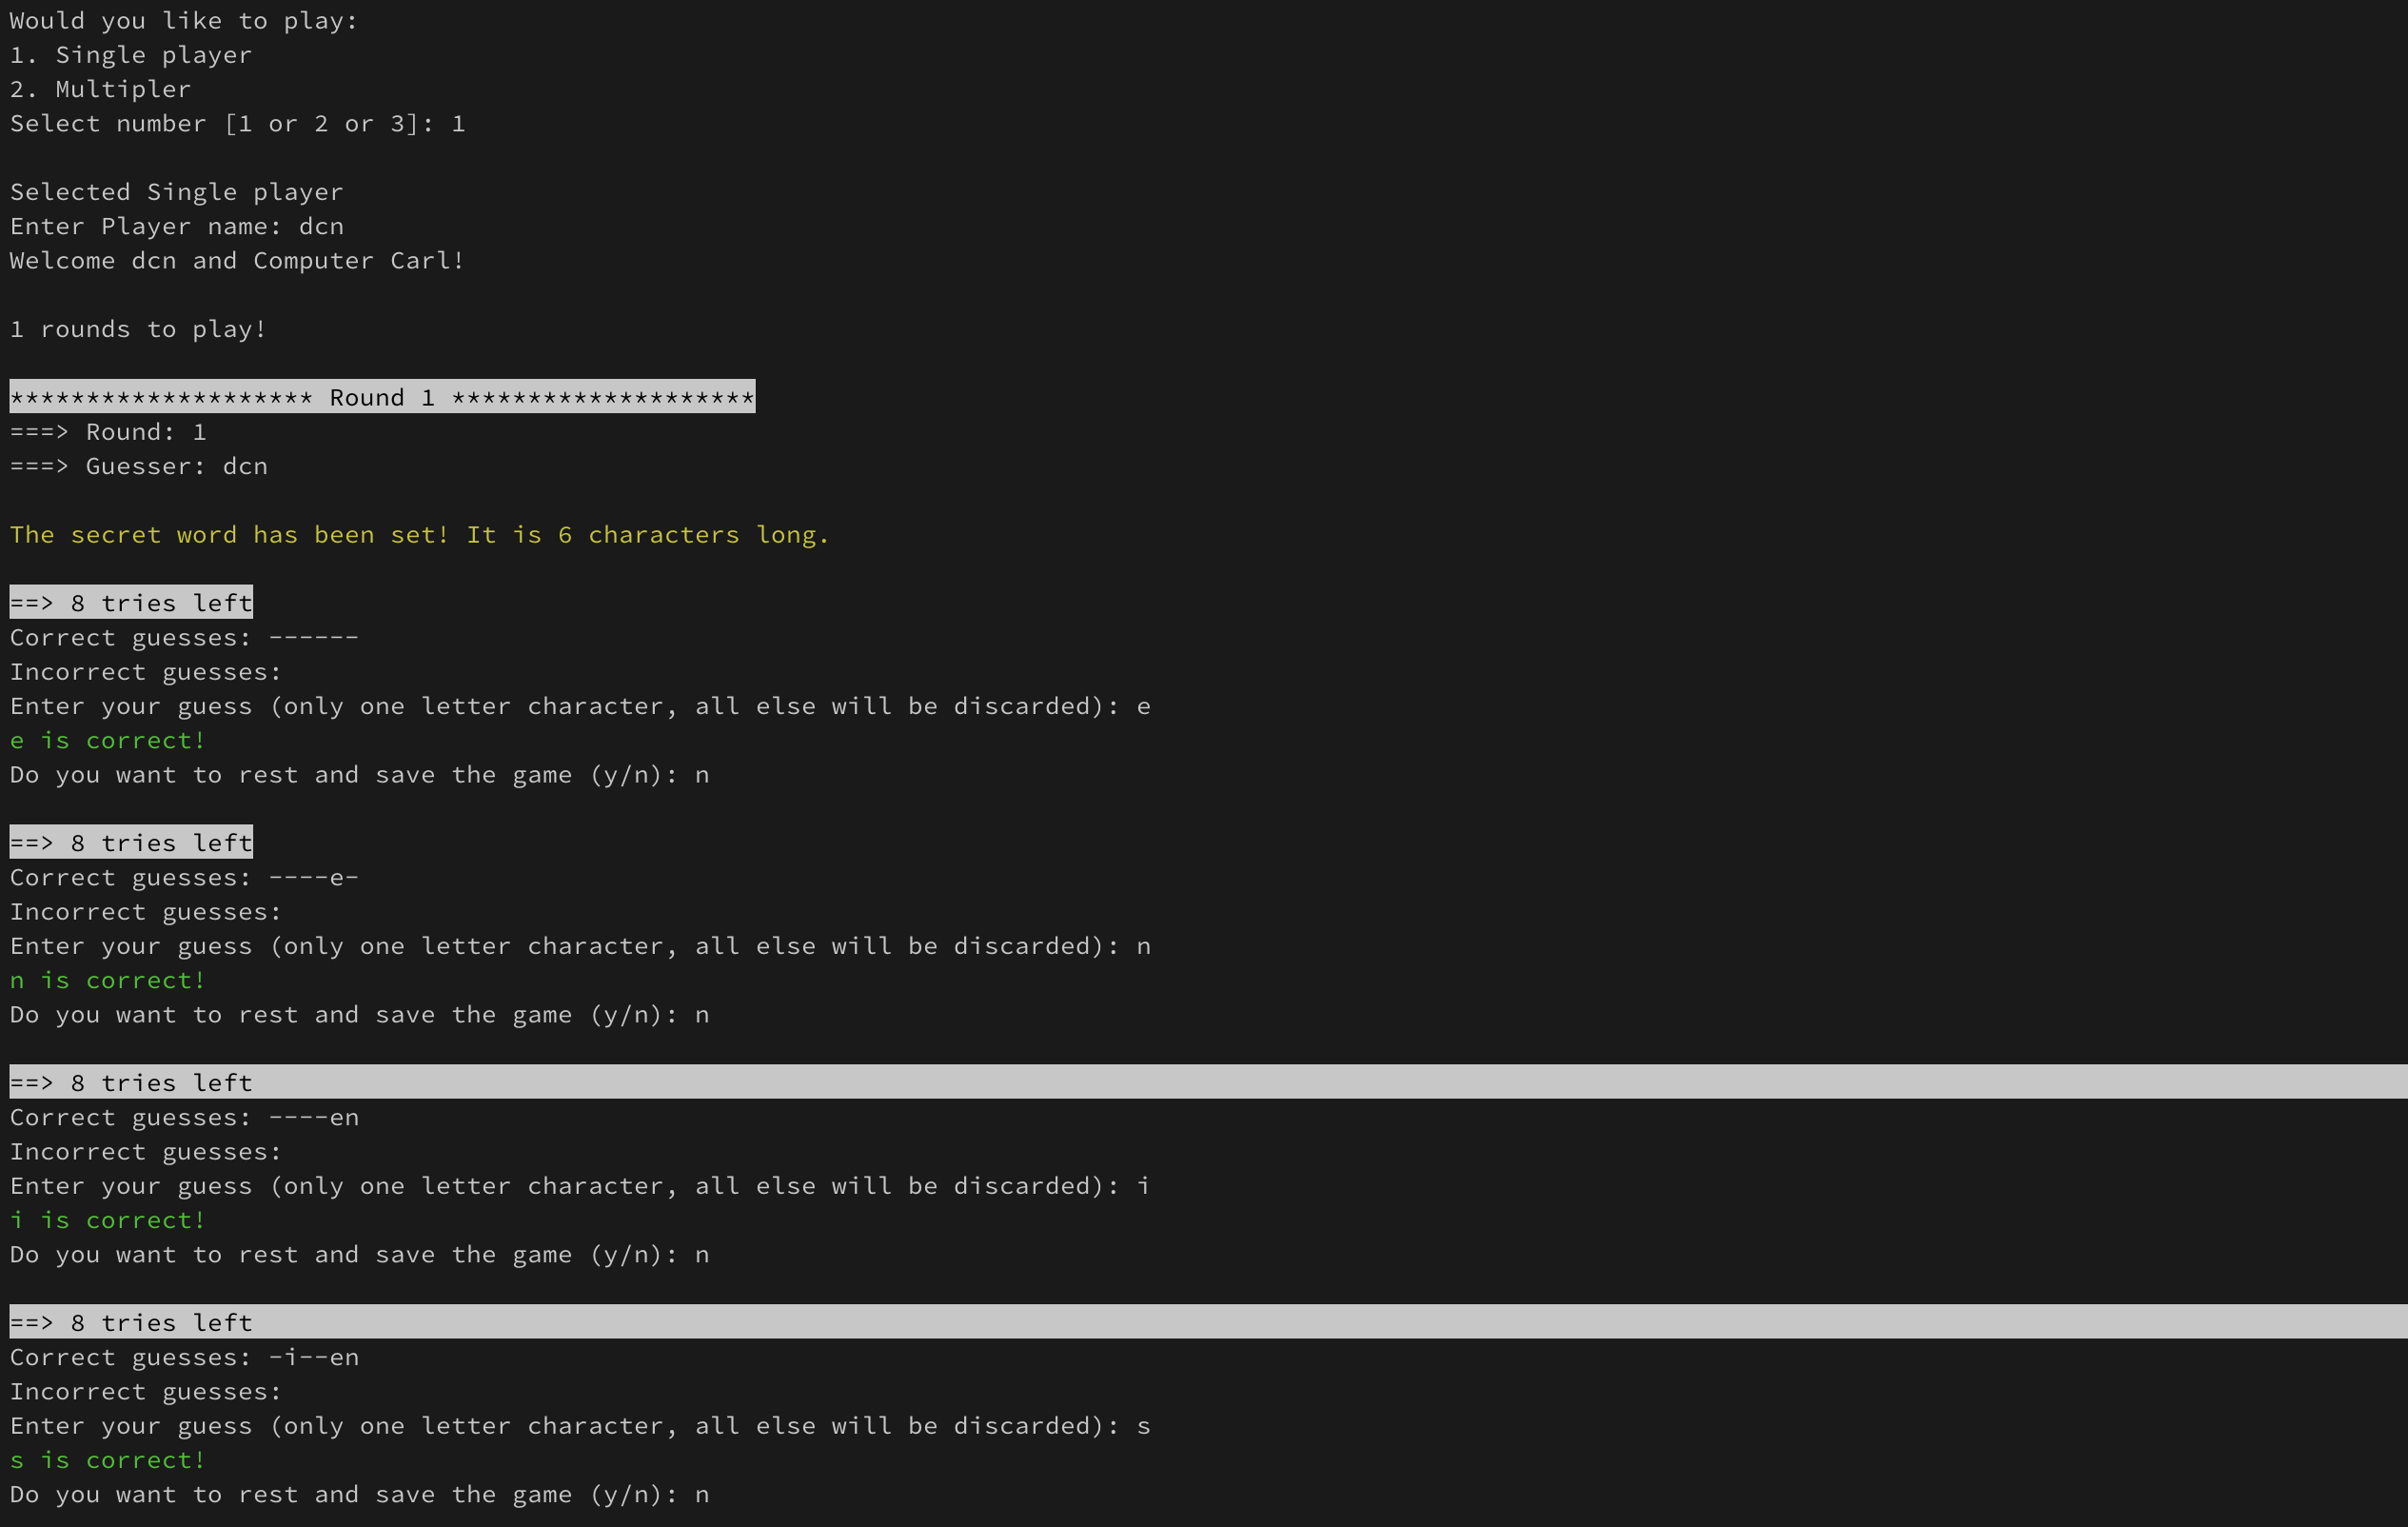 Would you like to play:
1. Single player
2. Multipler
Select number [1 or 2 or 3]: 1
Selected Single player
Enter Player name: dcn
Welcome dcn and Computer Carl!
1 rounds to play!
******************** Round 1 ********************
===> Round: 1
===> Guesser: dcn
The secret word has been set! It is 6 characters long.
==> 8 tries left
Correct guesses: ------
Incorrect guesses:
Enter your guess (only one letter character, all else will be discarded): e
e is correct!
Do you want to rest and save the game (y/n): n
==> 8 tries left
Correct guesses: ----e-
Incorrect guesses:
Enter your guess (only one letter character, all else will be discarded): n
n is correct!
Do you want to rest and save the game (y/n): n
==> 8 tries left
Correct guesses: ----en
Incorrect guesses:
Enter your guess (only one letter character, all else will be discarded): i
i is correct!
Do you want to rest and save the game (y/n): n
==> 8 tries left
Correct guesses: -i--en
Incorrect guesses:
Enter your guess (only one letter character, all else will be discarded): s
s is correct!
Do you want to rest and save the game (y/n): n